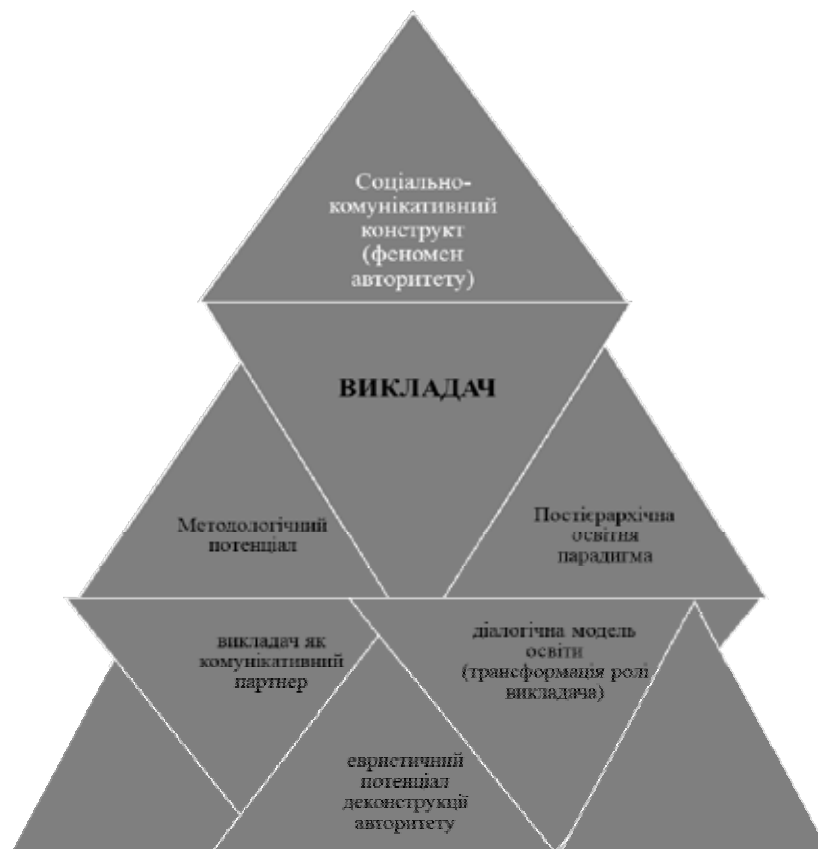 Соціально-
комунікативний
конструкт
(феномен
авторитету)
ВИКЛАДАЧ
Методологічний
потенціал
Постієрархічна
освітня
парадигма
викладач як
комунікативний
партнер
діалогічна модель
освіти
(трансформація ролі
викладача)
евристичний
потенціал
деконструкції
авторитету